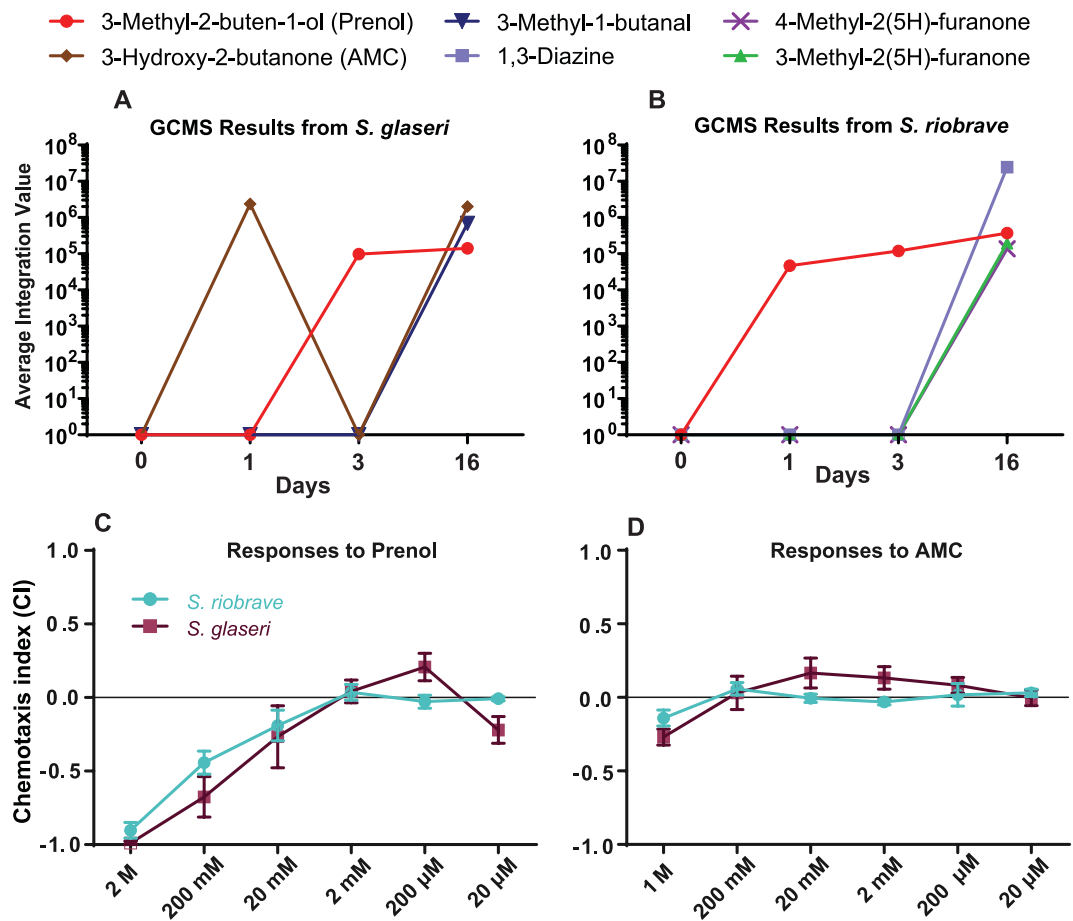 3-Methyl-2-buten-1-ol (Prenol) 3-Methyl-1-butanal 4-Methyl-2(5H)-furanone
3-Hydroxy-2-butanone (AMC) 1,3-Diazine 3-Methyl-2(5H)-furanone
A
GCMS Results from S. glaseri
Average Integration Value
10^8
10^7
10^6
10^5
10^4
10^3
10^2
10^1
10^0
0 1 3 16
Days
B
GCMS Results from S. riobrave
10^8
10^7
10^6
10^5
10^4
10^3
10^2
10^1
10^0
0 1 3 16
Days
C
Responses to Prenol
Chemotaxis index (CI)
1.0
0.5
0.0
-0.5
-1.0
S. riobrave
S. glaseri
2 M 200 mM 20 mM 2 mM 200 µM 20 µM
D
Responses to AMC
1.0
0.5
0.0
-0.5
-1.0
1 M 200 mM 20 mM 2 mM 200 µM 20 µM